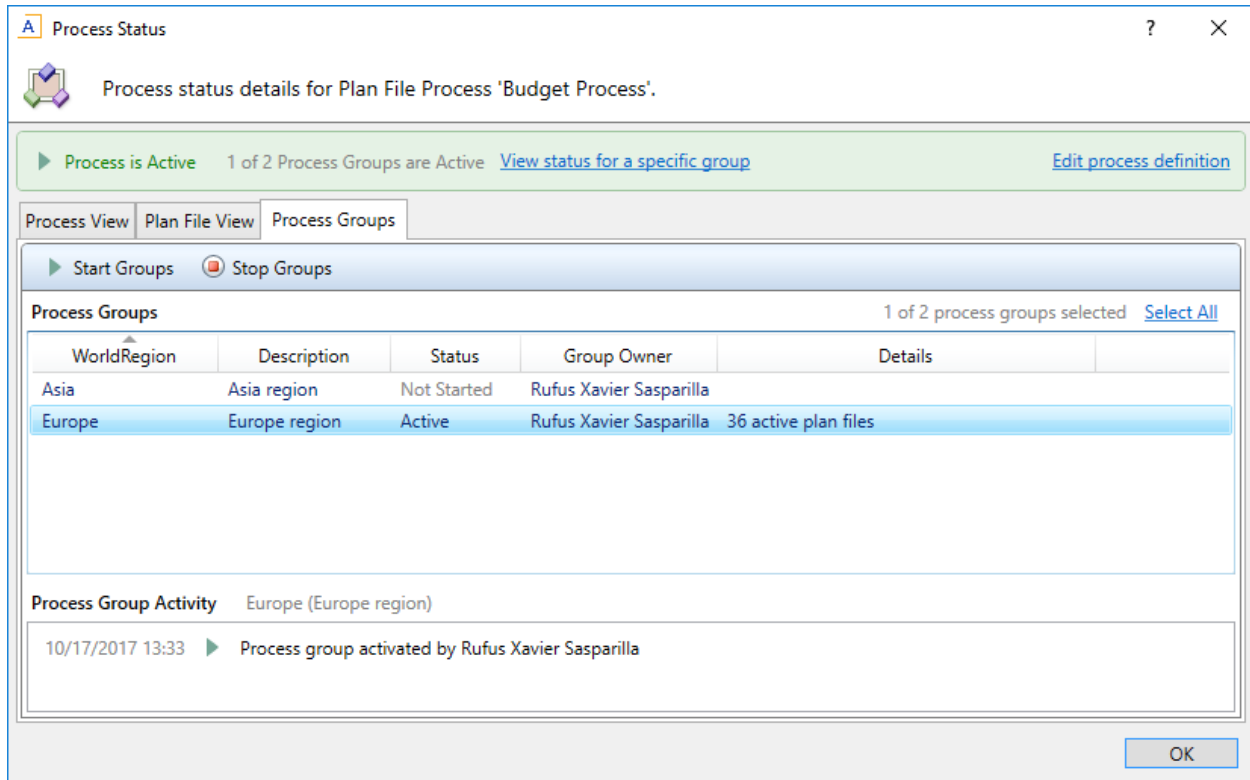 A Process Status ?
Process status details for Plan File Process 'Budget Process'.
Process is Active 1 of 2 Process Groups are Active View status for a specific group Edit process definition
Process View Plan File View Process Groups
Start Groups Stop Groups
Process Groups 1 of 2 process groups selected Select All
WorldRegion Description Status Group Owner Details
Asia Asia region Not Started Rufus Xavier Sasparilla
Europe Europe region Active Rufus Xavier Sasparilla 36 active plan files
Process Group Activity Europe (Europe region)
10/17/2017 13:33 Process group activated by Rufus Xavier Sasparilla
OK